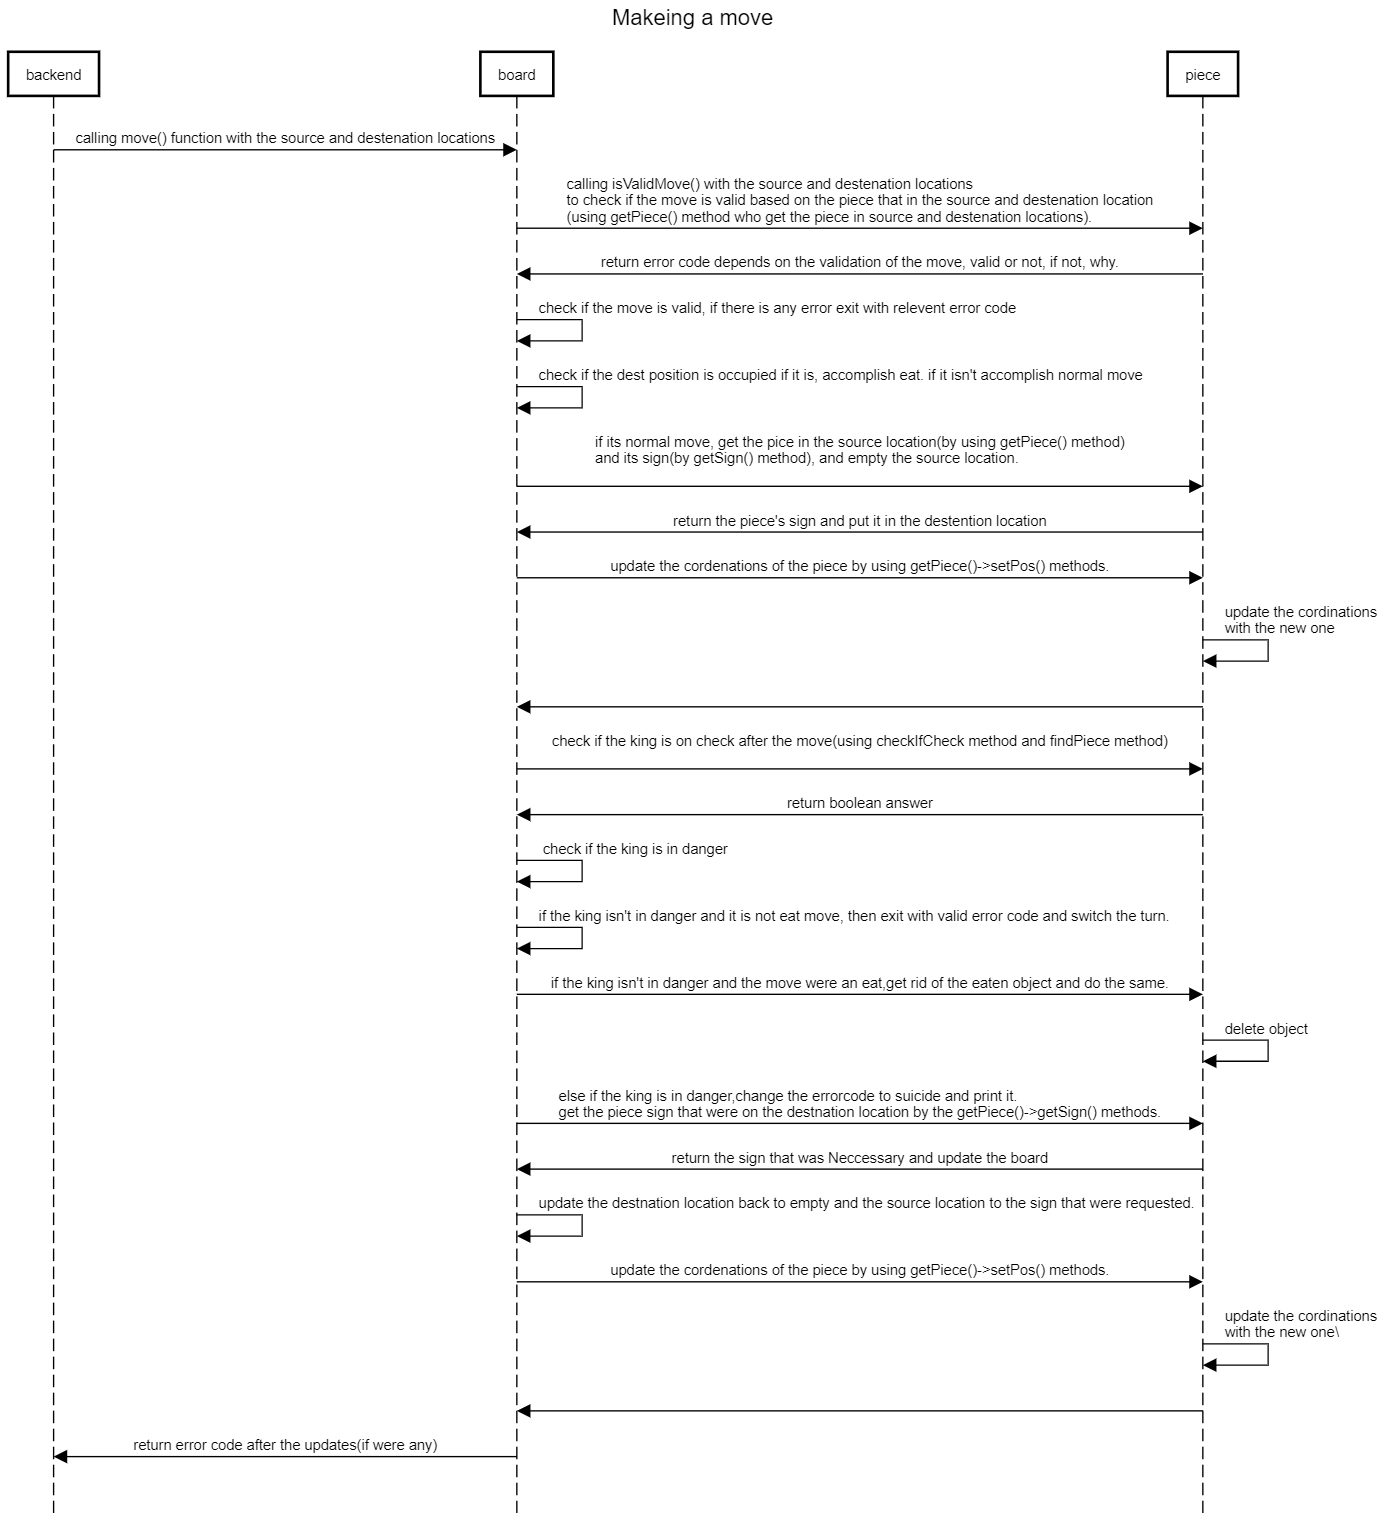 Makeing a move
backend
board
piece
calling move() function with the source and destenation locations
calling isValidMove() with the source and destenation locations
to check if the move is valid based on the piece that in the source and destenation location
(using getPiece() method who get the piece in source and destenation locations).
return error code depends on the validation of the move, valid or not, if not, why.
check if the move is valid, if there is any error exit with relevent error code
check if the dest position is occupied if it is, accomplish eat. if it isn't accomplish normal move
if its normal move, get the pice in the source location(by using getPiece() method)
and its sign(by getSign() method), and empty the source location.
return the piece's sign and put it in the destention location
update the cordenations of the piece by using getPiece()->setPos() methods.
update the cordinations
with the new one
check if the king is on check after the move(using checkIfCheck method and findPiece method)
return boolean answer
check if the king is in danger
if the king isn't in danger and it is not eat move, then exit with valid error code and switch the turn.
if the king isn't in danger and the move were an eat,get rid of the eaten object and do the same.
delete object
else if the king is in danger,change the errorcode to suicide and print it.
get the piece sign that were on the destnation location by the getPiece()->getSign() methods.
return the sign that was Neccessary and update the board
update the destnation location back to empty and the source location to the sign that were requested.
update the cordenations of the piece by using getPiece()->setPos() methods.
update the cordinations
with the new one\
return error code after the updates(if were any)